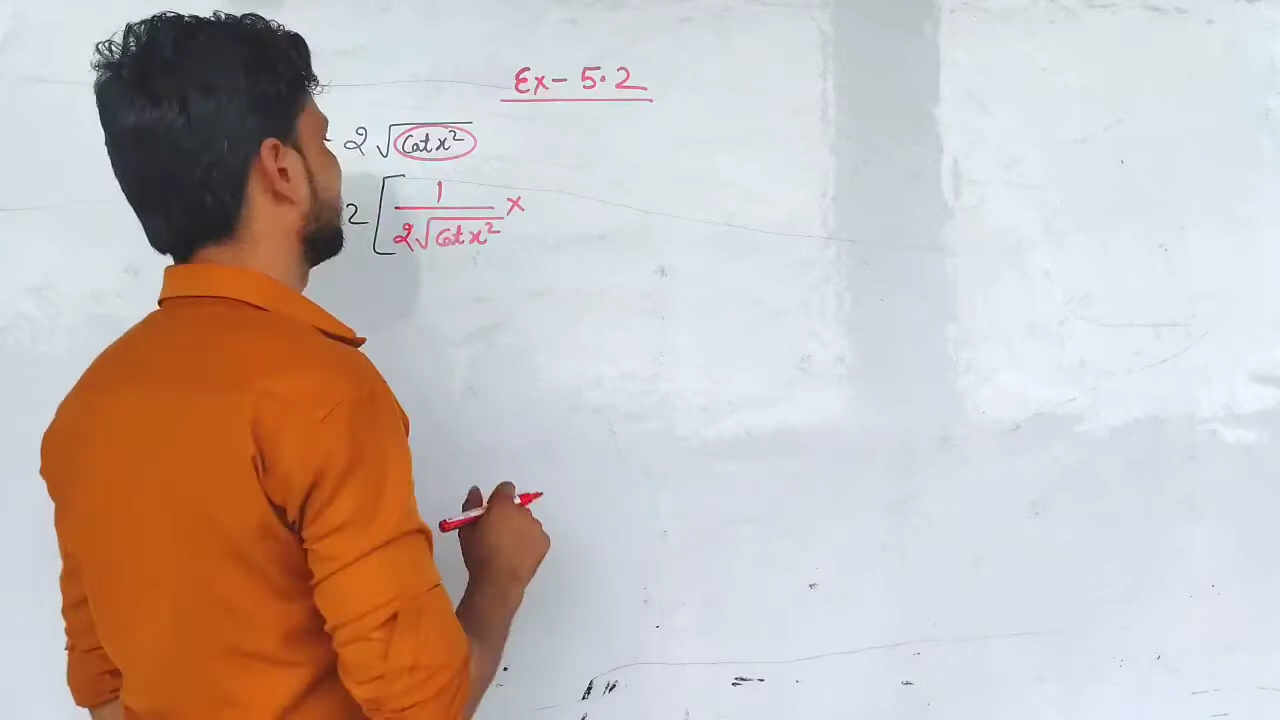 Ex - 5.2
2 √(Cot x²)
2 [ 1/(2√(Cot x²)) ×